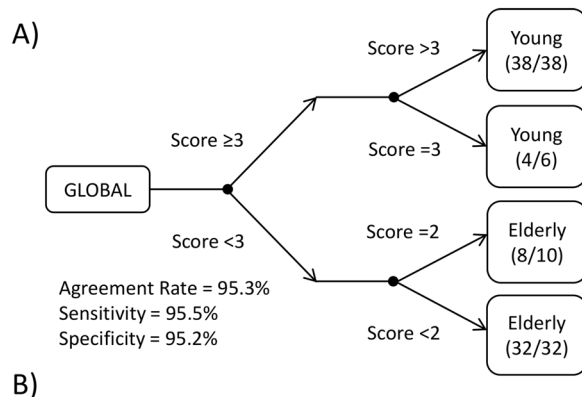 A)
Score >3
Young
(38/38)
Score ≥3
Score =3
Young
(4/6)
GLOBAL
Score <3
Score =2
Elderly
(8/10)
Agreement Rate = 95.3%
Sensitivity = 95.5%
Specificity = 95.2%
Score <2
Elderly
(32/32)
B)